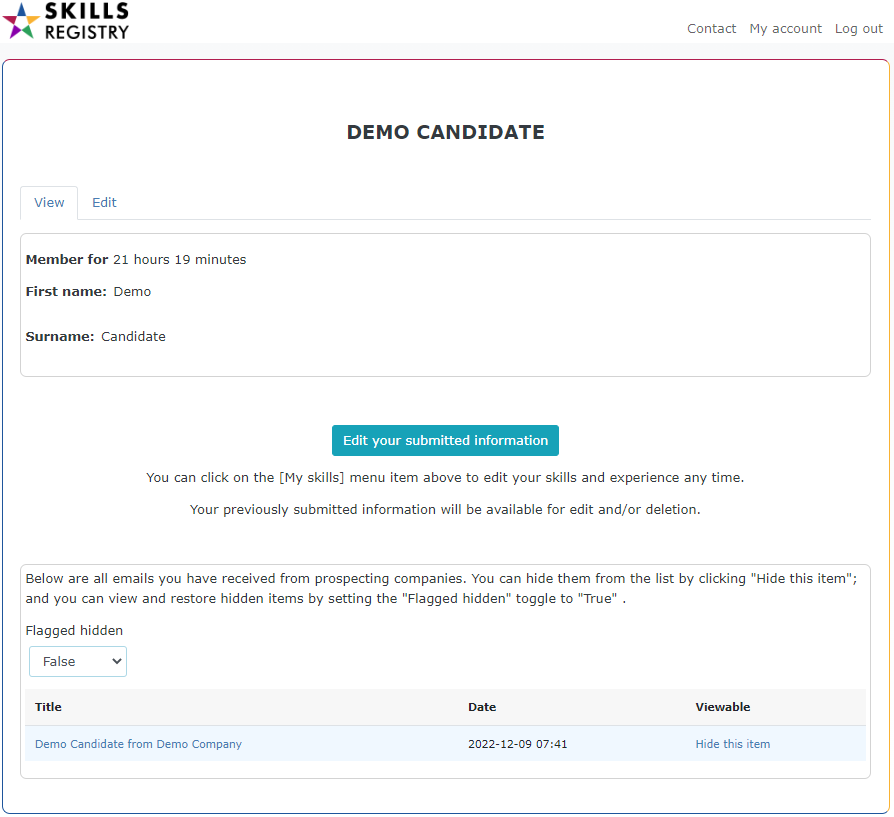 SKILLS
REGISTRY
Contact My account Log out
DEMO CANDIDATE
View Edit
Member for 21 hours 19 minutes
First name: Demo
Surname: Candidate
Edit your submitted information
You can click on the [My skills] menu item above to edit your skills and experience any time.
Your previously submitted information will be available for edit and/or deletion.
Below are all emails you have received from prospecting companies. You can hide them from the list by clicking "Hide this item";
and you can view and restore hidden items by setting the "Flagged hidden" toggle to "True" .
Flagged hidden
False
Title Date Viewable
Demo Candidate from Demo Company 2022-12-09 07:41 Hide this item